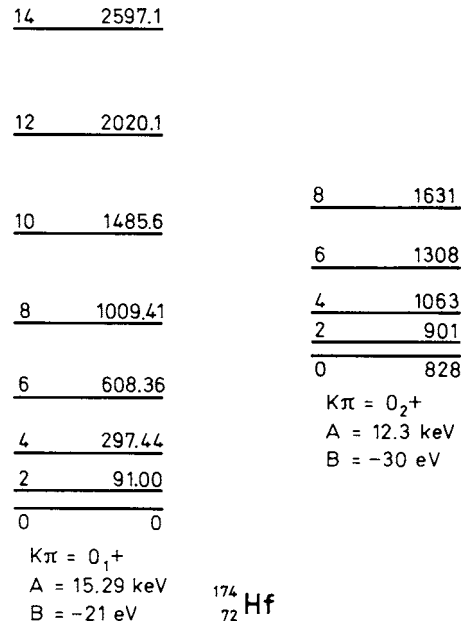 14 2597.1
12 2020.1
10 1485.6
8 1009.41
6 608.36
4 297.44
2 91.00
0 0
Kπ = 0₁+
A = 15.29 keV
B = -21 eV
8 1631
6 1308
4 1063
2 901
0 828
Kπ = 0₂+
A = 12.3 keV
B = -30 eV
¹⁷⁴₇₂Hf